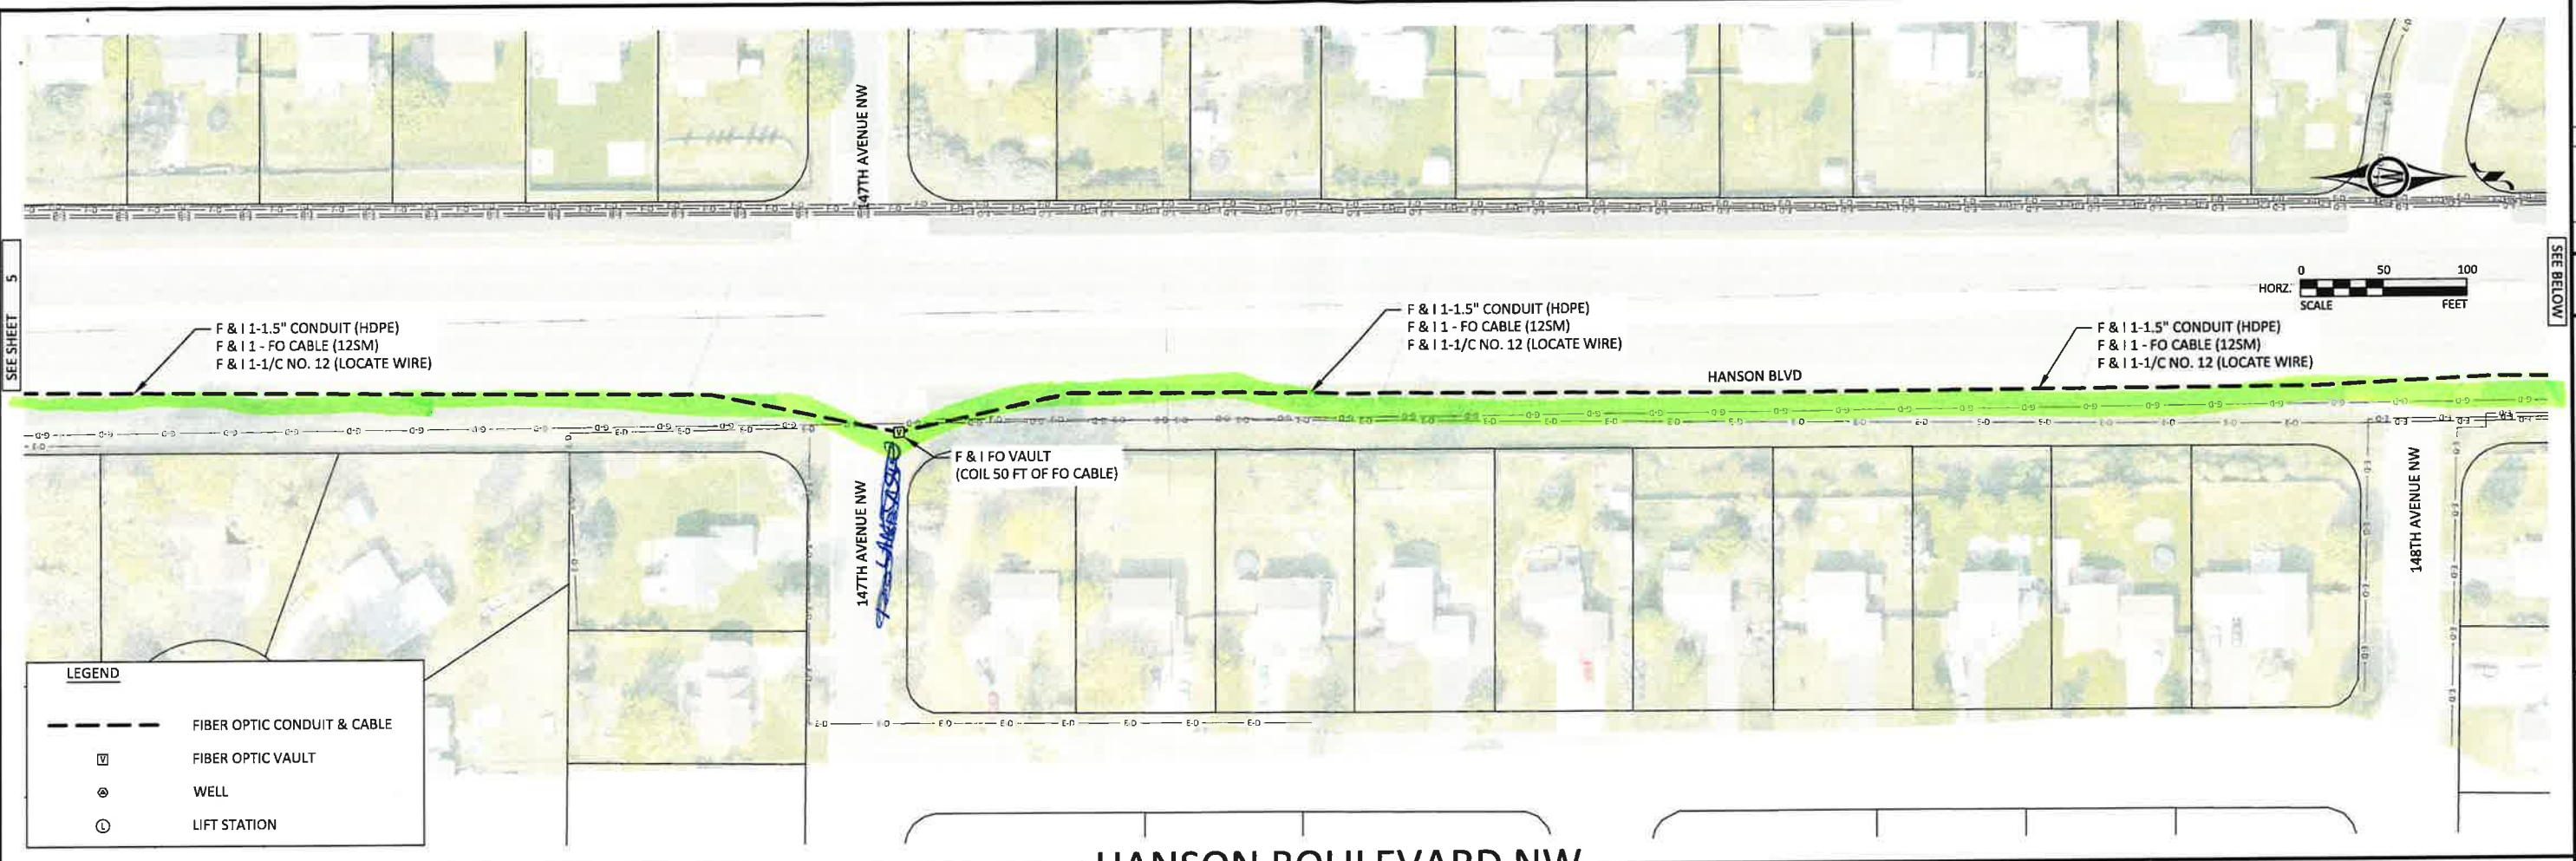 147TH AVENUE NW
SEE SHEET 5
SEE BELOW
0 50 100
HORZ.
SCALE FEET
F & I 1-1.5" CONDUIT (HDPE)
F & I 1 - FO CABLE (12SM)
F & I 1-1/C NO. 12 (LOCATE WIRE)
F & I 1-1.5" CONDUIT (HDPE)
F & I 1 - FO CABLE (12SM)
F & I 1-1/C NO. 12 (LOCATE WIRE)
F & I 1-1.5" CONDUIT (HDPE)
F & I 1 - FO CABLE (12SM)
F & I 1-1/C NO. 12 (LOCATE WIRE)
HANSON BLVD
F & I FO VAULT
(COIL 50 FT OF FO CABLE)
147TH AVENUE NW
148TH AVENUE NW
LEGEND
FIBER OPTIC CONDUIT & CABLE
V FIBER OPTIC VAULT
WELL
L LIFT STATION
HANSON BOULEVARD NW